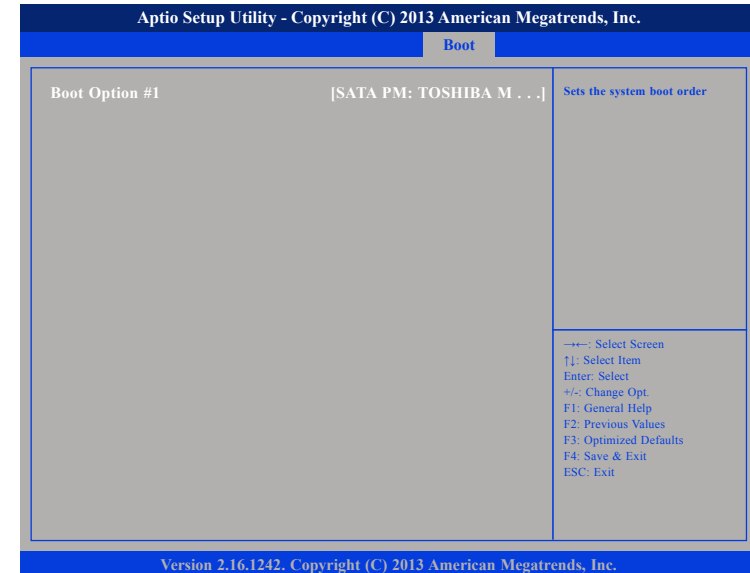 Aptio Setup Utility - Copyright (C) 2013 American Megatrends, Inc.
Boot
Boot Option #1 [SATA PM: TOSHIBA M . . .]
Sets the system boot order
→←: Select Screen
↑↓: Select Item
Enter: Select
+/-: Change Opt.
F1: General Help
F2: Previous Values
F3: Optimized Defaults
F4: Save & Exit
ESC: Exit
Version 2.16.1242. Copyright (C) 2013 American Megatrends, Inc.